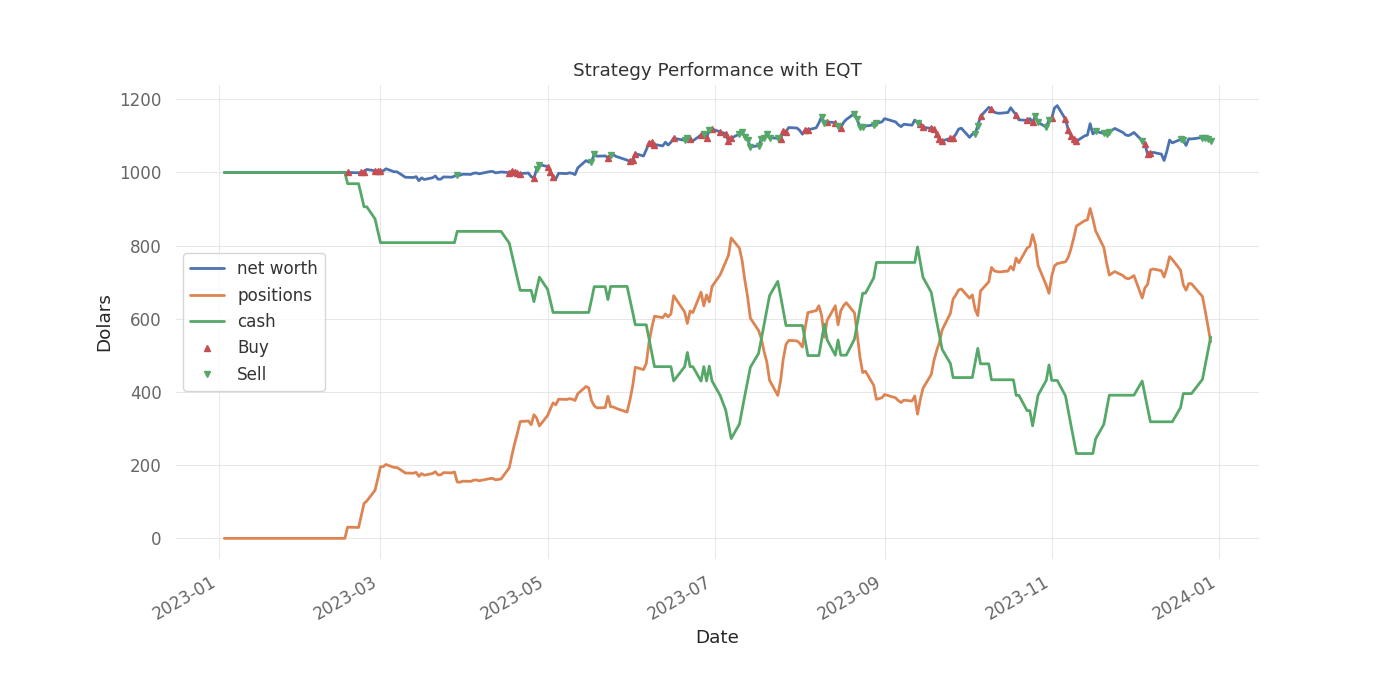 Strategy Performance with EQT
1200
1000
800
600
400
200
0
Dolars
net worth
positions
cash
Buy
Sell
2023-01
2023-03
2023-05
2023-07
2023-09
2023-11
2024-01
Date